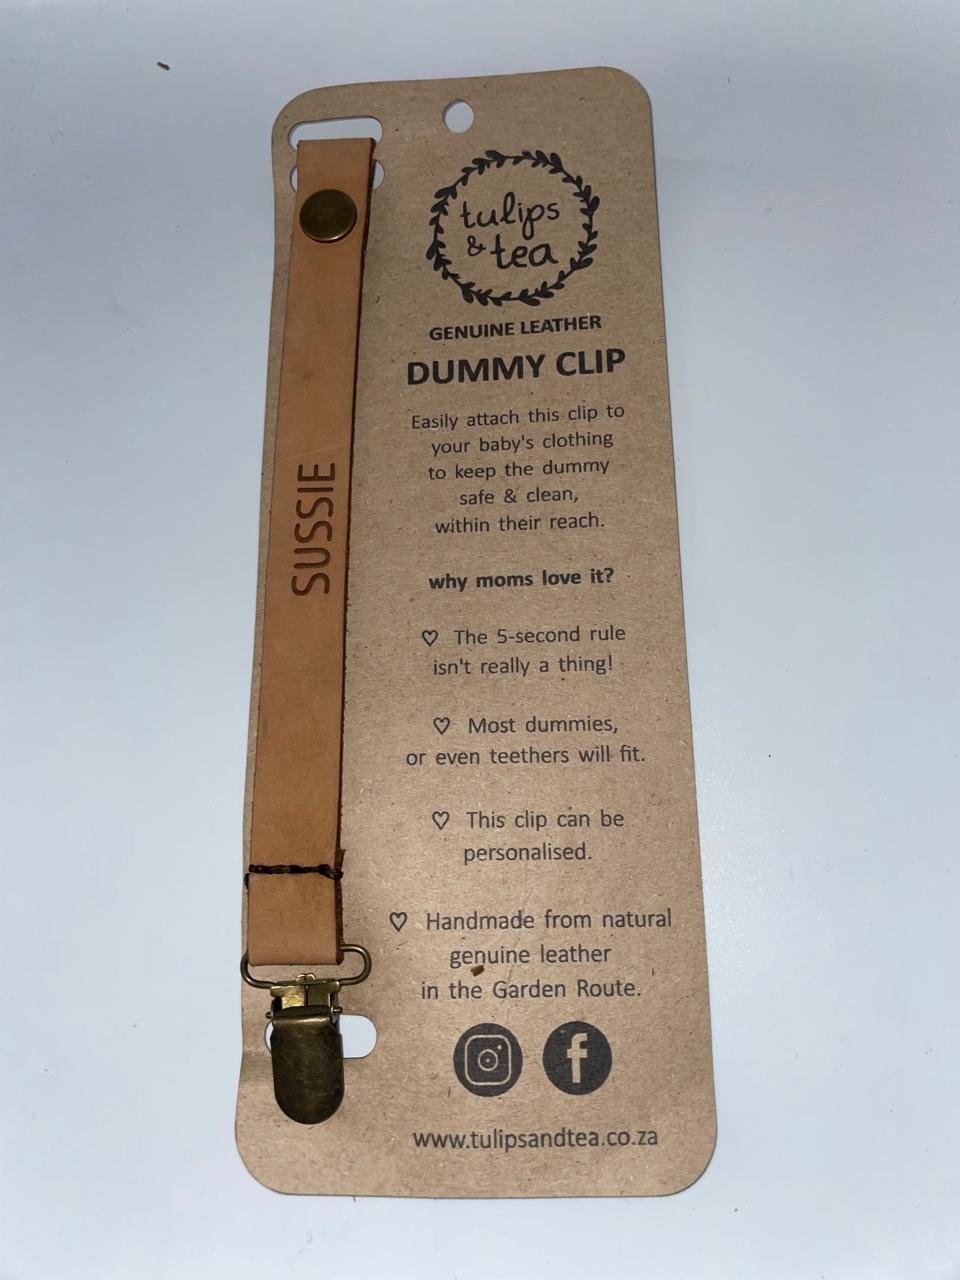 tulips
& tea
GENUINE LEATHER
DUMMY CLIP
Easily attach this clip to
your baby's clothing
to keep the dummy
safe & clean,
within their reach.
why moms love it?
♡ The 5-second rule
isn't really a thing!
♡ Most dummies,
or even teethers will fit.
♡ This clip can be
personalised.
♡ Handmade from natural
genuine leather
in the Garden Route.
www.tulipsandtea.co.za
SUSSIE